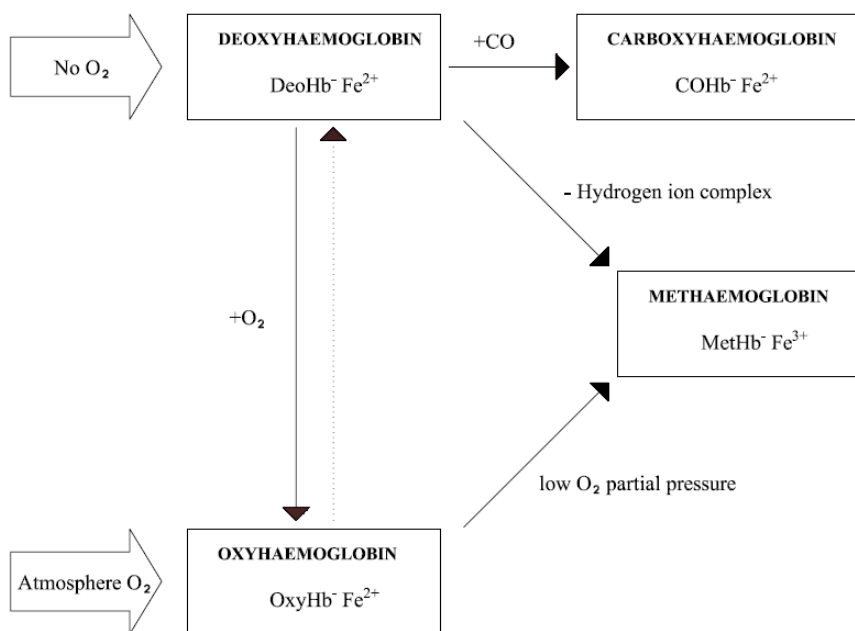 No O₂
DEOXYHAEMOGLOBIN
DeoHb⁻ Fe²⁺
+CO
CARBOXYHAEMOGLOBIN
COHb⁻ Fe²⁺
- Hydrogen ion complex
METHAEMOGLOBIN
MetHb⁻ Fe³⁺
+O₂
low O₂ partial pressure
Atmosphere O₂
OXYHAEMOGLOBIN
OxyHb⁻ Fe²⁺